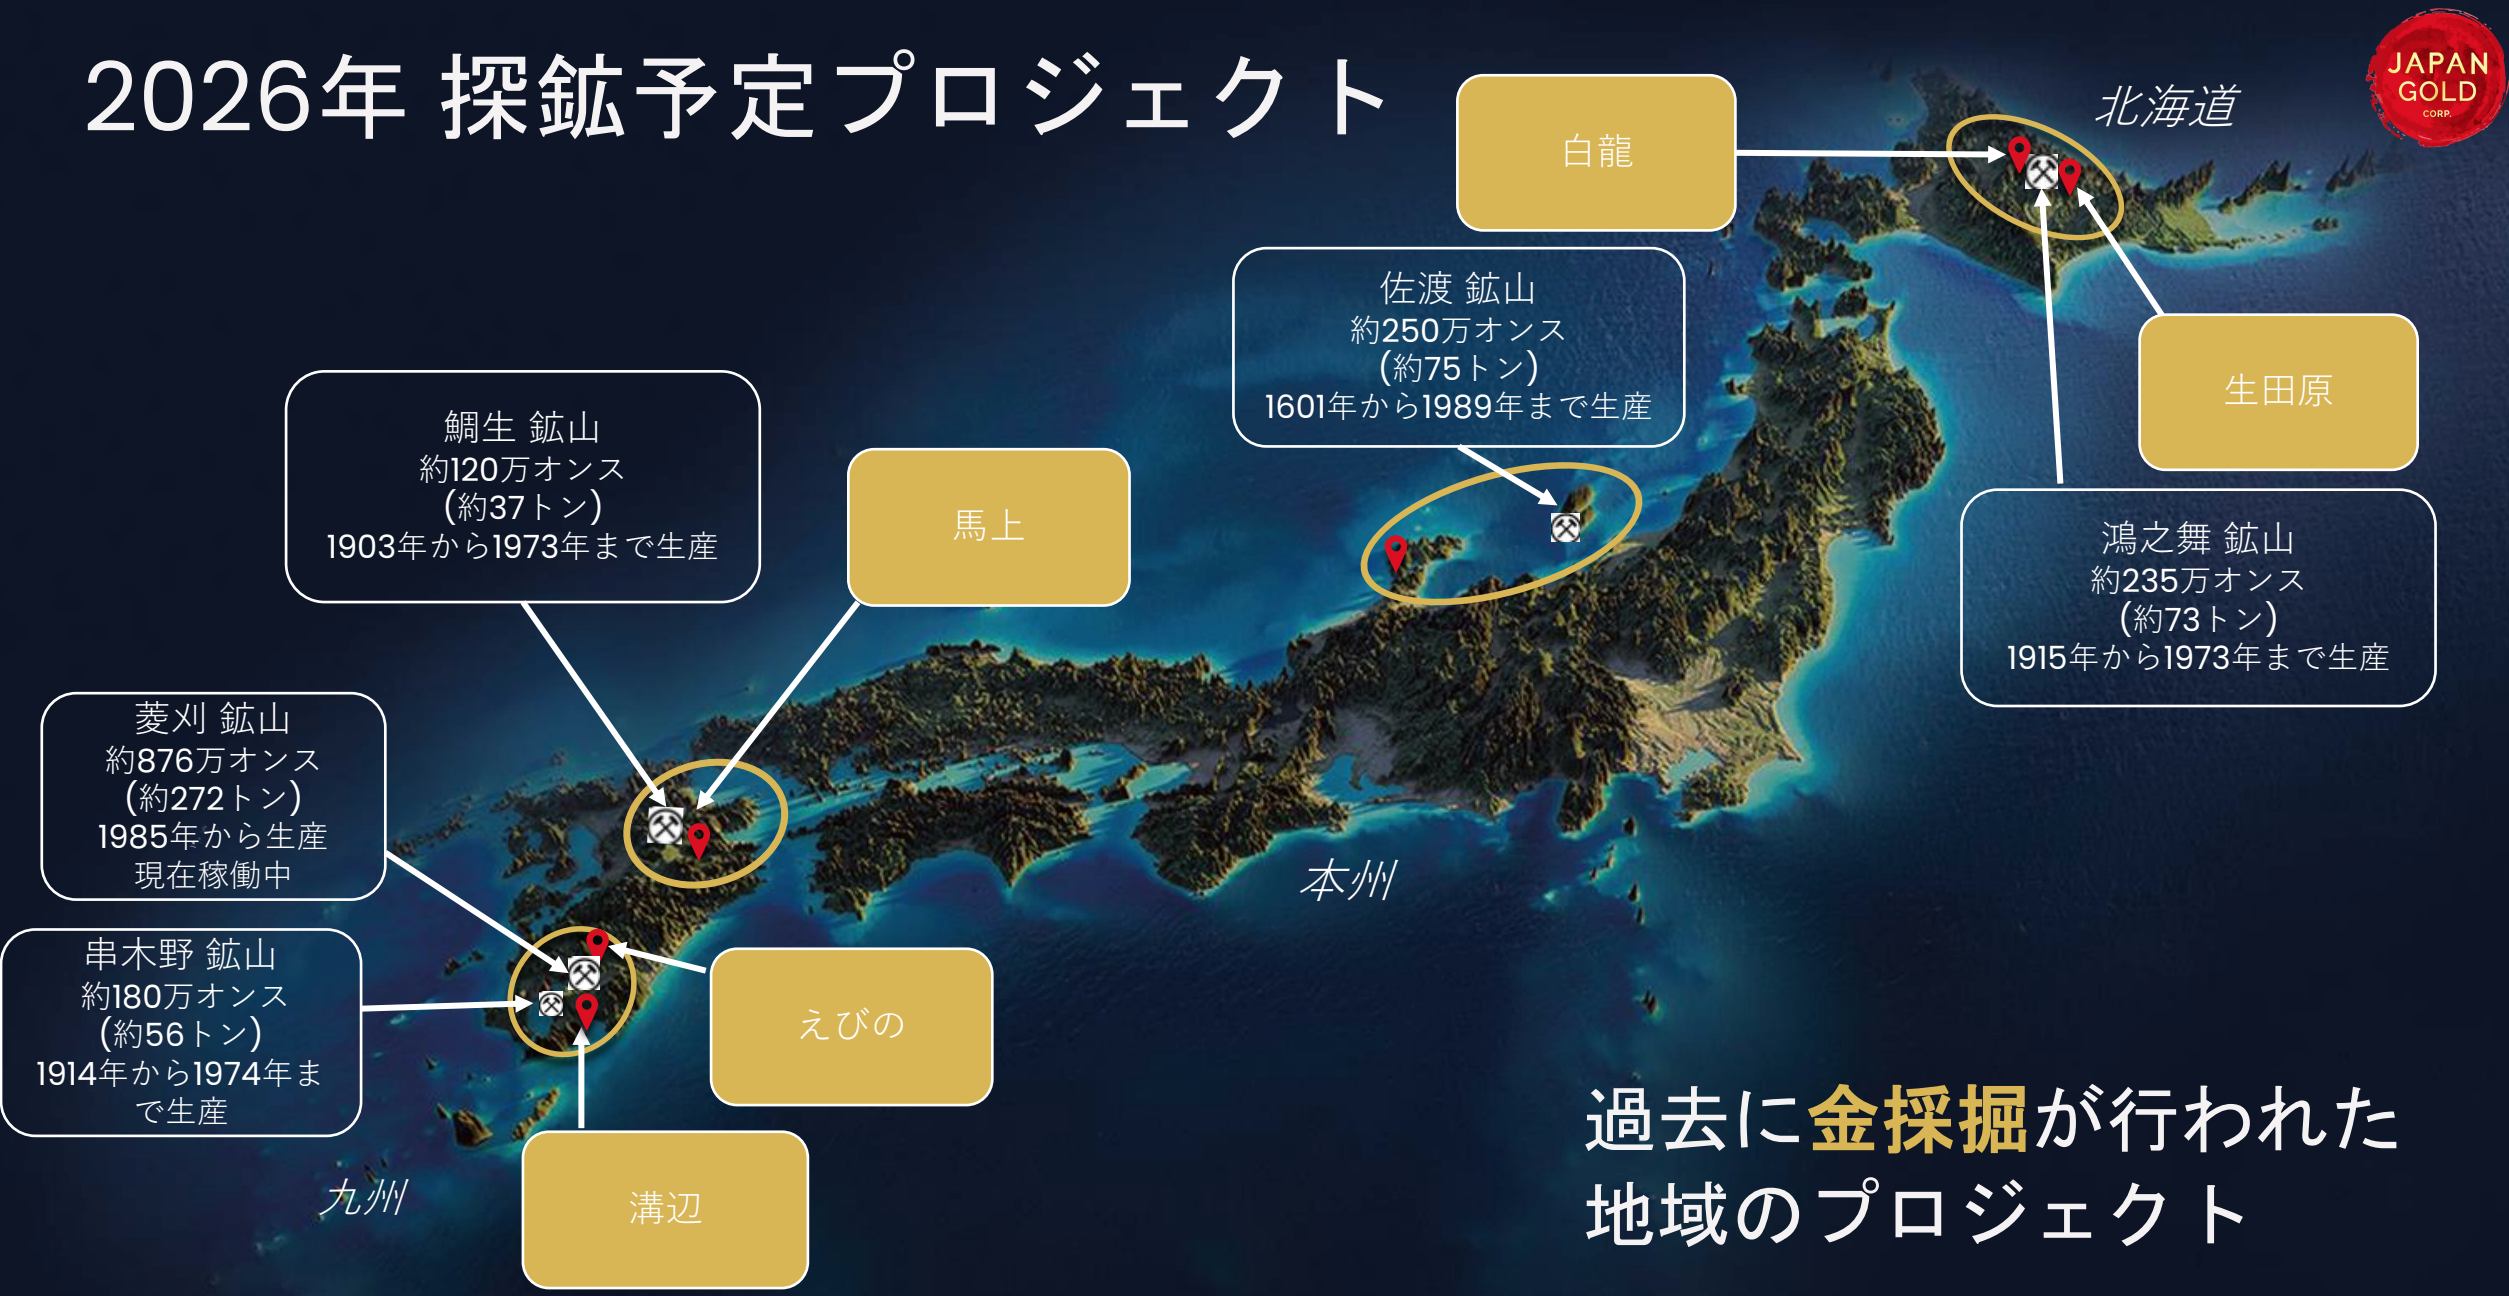 2026年 探鉱予定プロジェクト
JAPAN
GOLD
CORP.
北海道
白龍
佐渡 鉱山
約250万オンス
(約75トン)
1601年から1989年まで生産
生田原
鯛生 鉱山
約120万オンス
(約37トン)
1903年から1973年まで生産
馬上
鴻之舞 鉱山
約235万オンス
(約73トン)
1915年から1973年まで生産
菱刈 鉱山
約876万オンス
(約272トン)
1985年から生産
現在稼働中
本州
串木野 鉱山
約180万オンス
(約56トン)
1914年から1974年ま
で生産
えびの
溝辺
九州
過去に金採掘が行われた
地域のプロジェクト